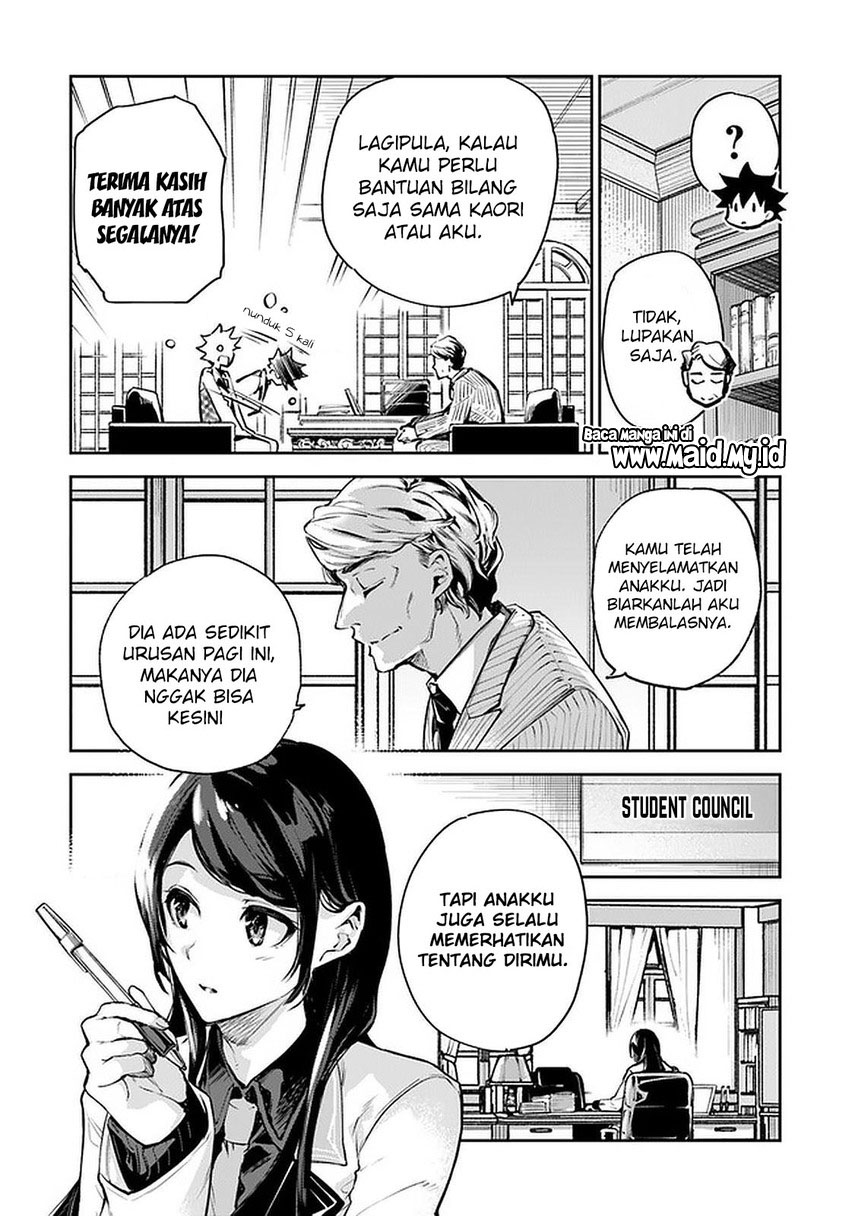 ?
TIDAK,
LUPAKAN
SAJA.
LAGIPULA, KALAU
KAMU PERLU
BANTUAN BILANG
SAJA SAMA KAORI
ATAU AKU.
TERIMA KASIH
BANYAK ATAS
SEGALANYA!
nunduk 5 kali
Baca Manga ini di
www.Maid.My.id
KAMU TELAH
MENYELAMATKAN
ANAKKU. JADI
BIARKANLAH AKU
MEMBALASNYA.
DIA ADA SEDIKIT
URUSAN PAGI INI,
MAKANYA DIA
NGGAK BISA
KESINI
STUDENT COUNCIL
TAPI ANAKKU
JUGA SELALU
MEMERHATIKAN
TENTANG DIRIMU.